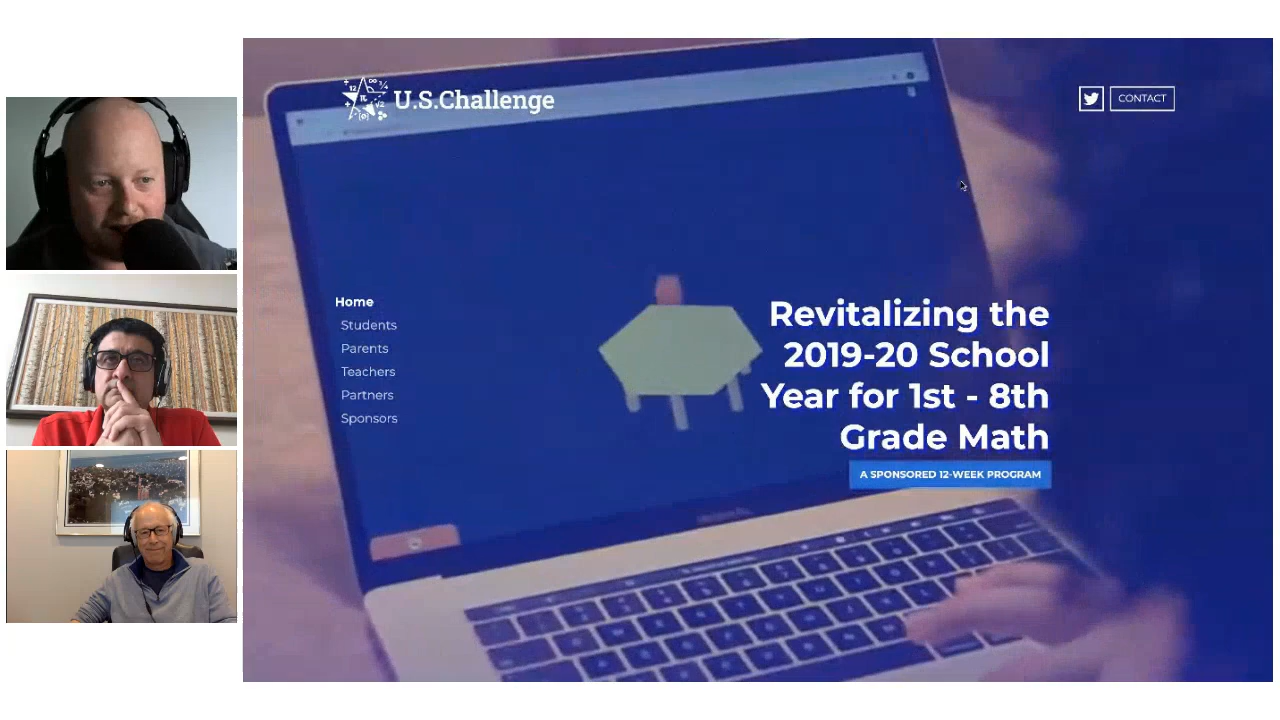 U.S.Challenge
CONTACT
Home
Students
Parents
Teachers
Partners
Sponsors
Revitalizing the
2019-20 School
Year for 1st - 8th
Grade Math
A SPONSORED 12-WEEK PROGRAM